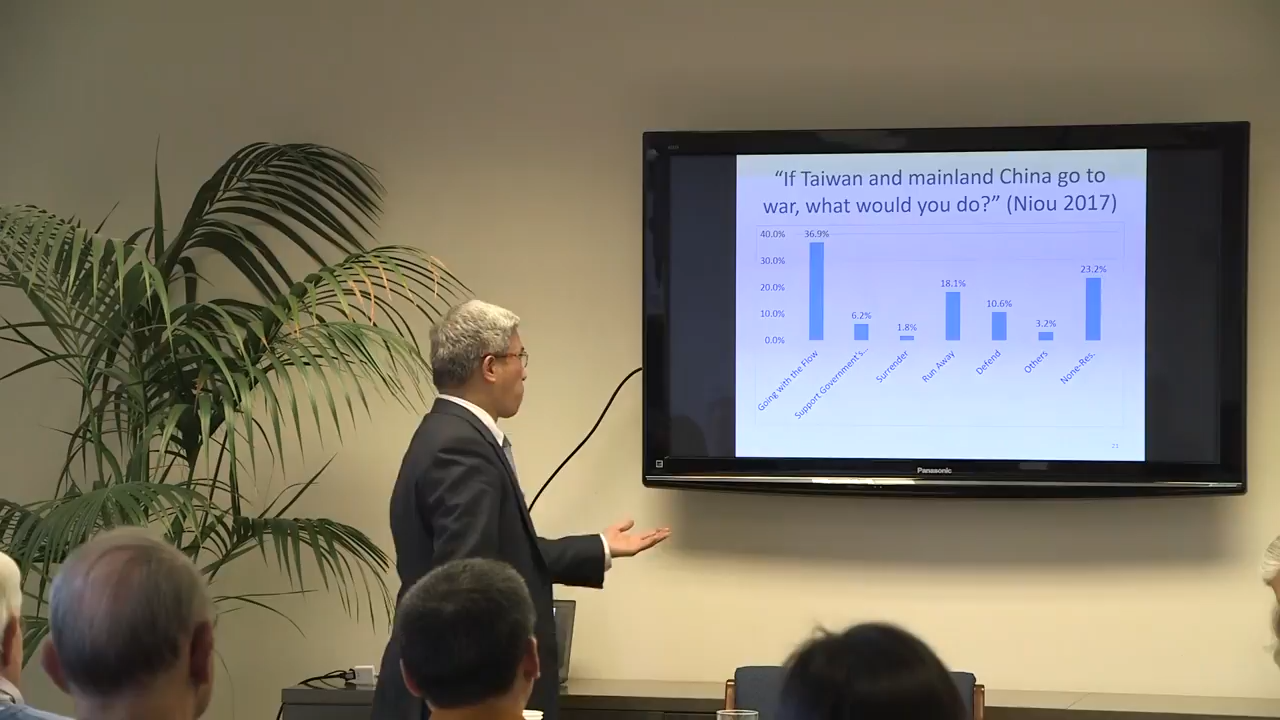 “If Taiwan and mainland China go to
war, what would you do?” (Niou 2017)
40.0%
30.0%
20.0%
10.0%
0.0%
36.9%
6.2%
1.8%
18.1%
10.6%
3.2%
23.2%
Going with the Flow
Support Government's...
Surrender
Run Away
Defend
Others
None-Res.
23
Panasonic